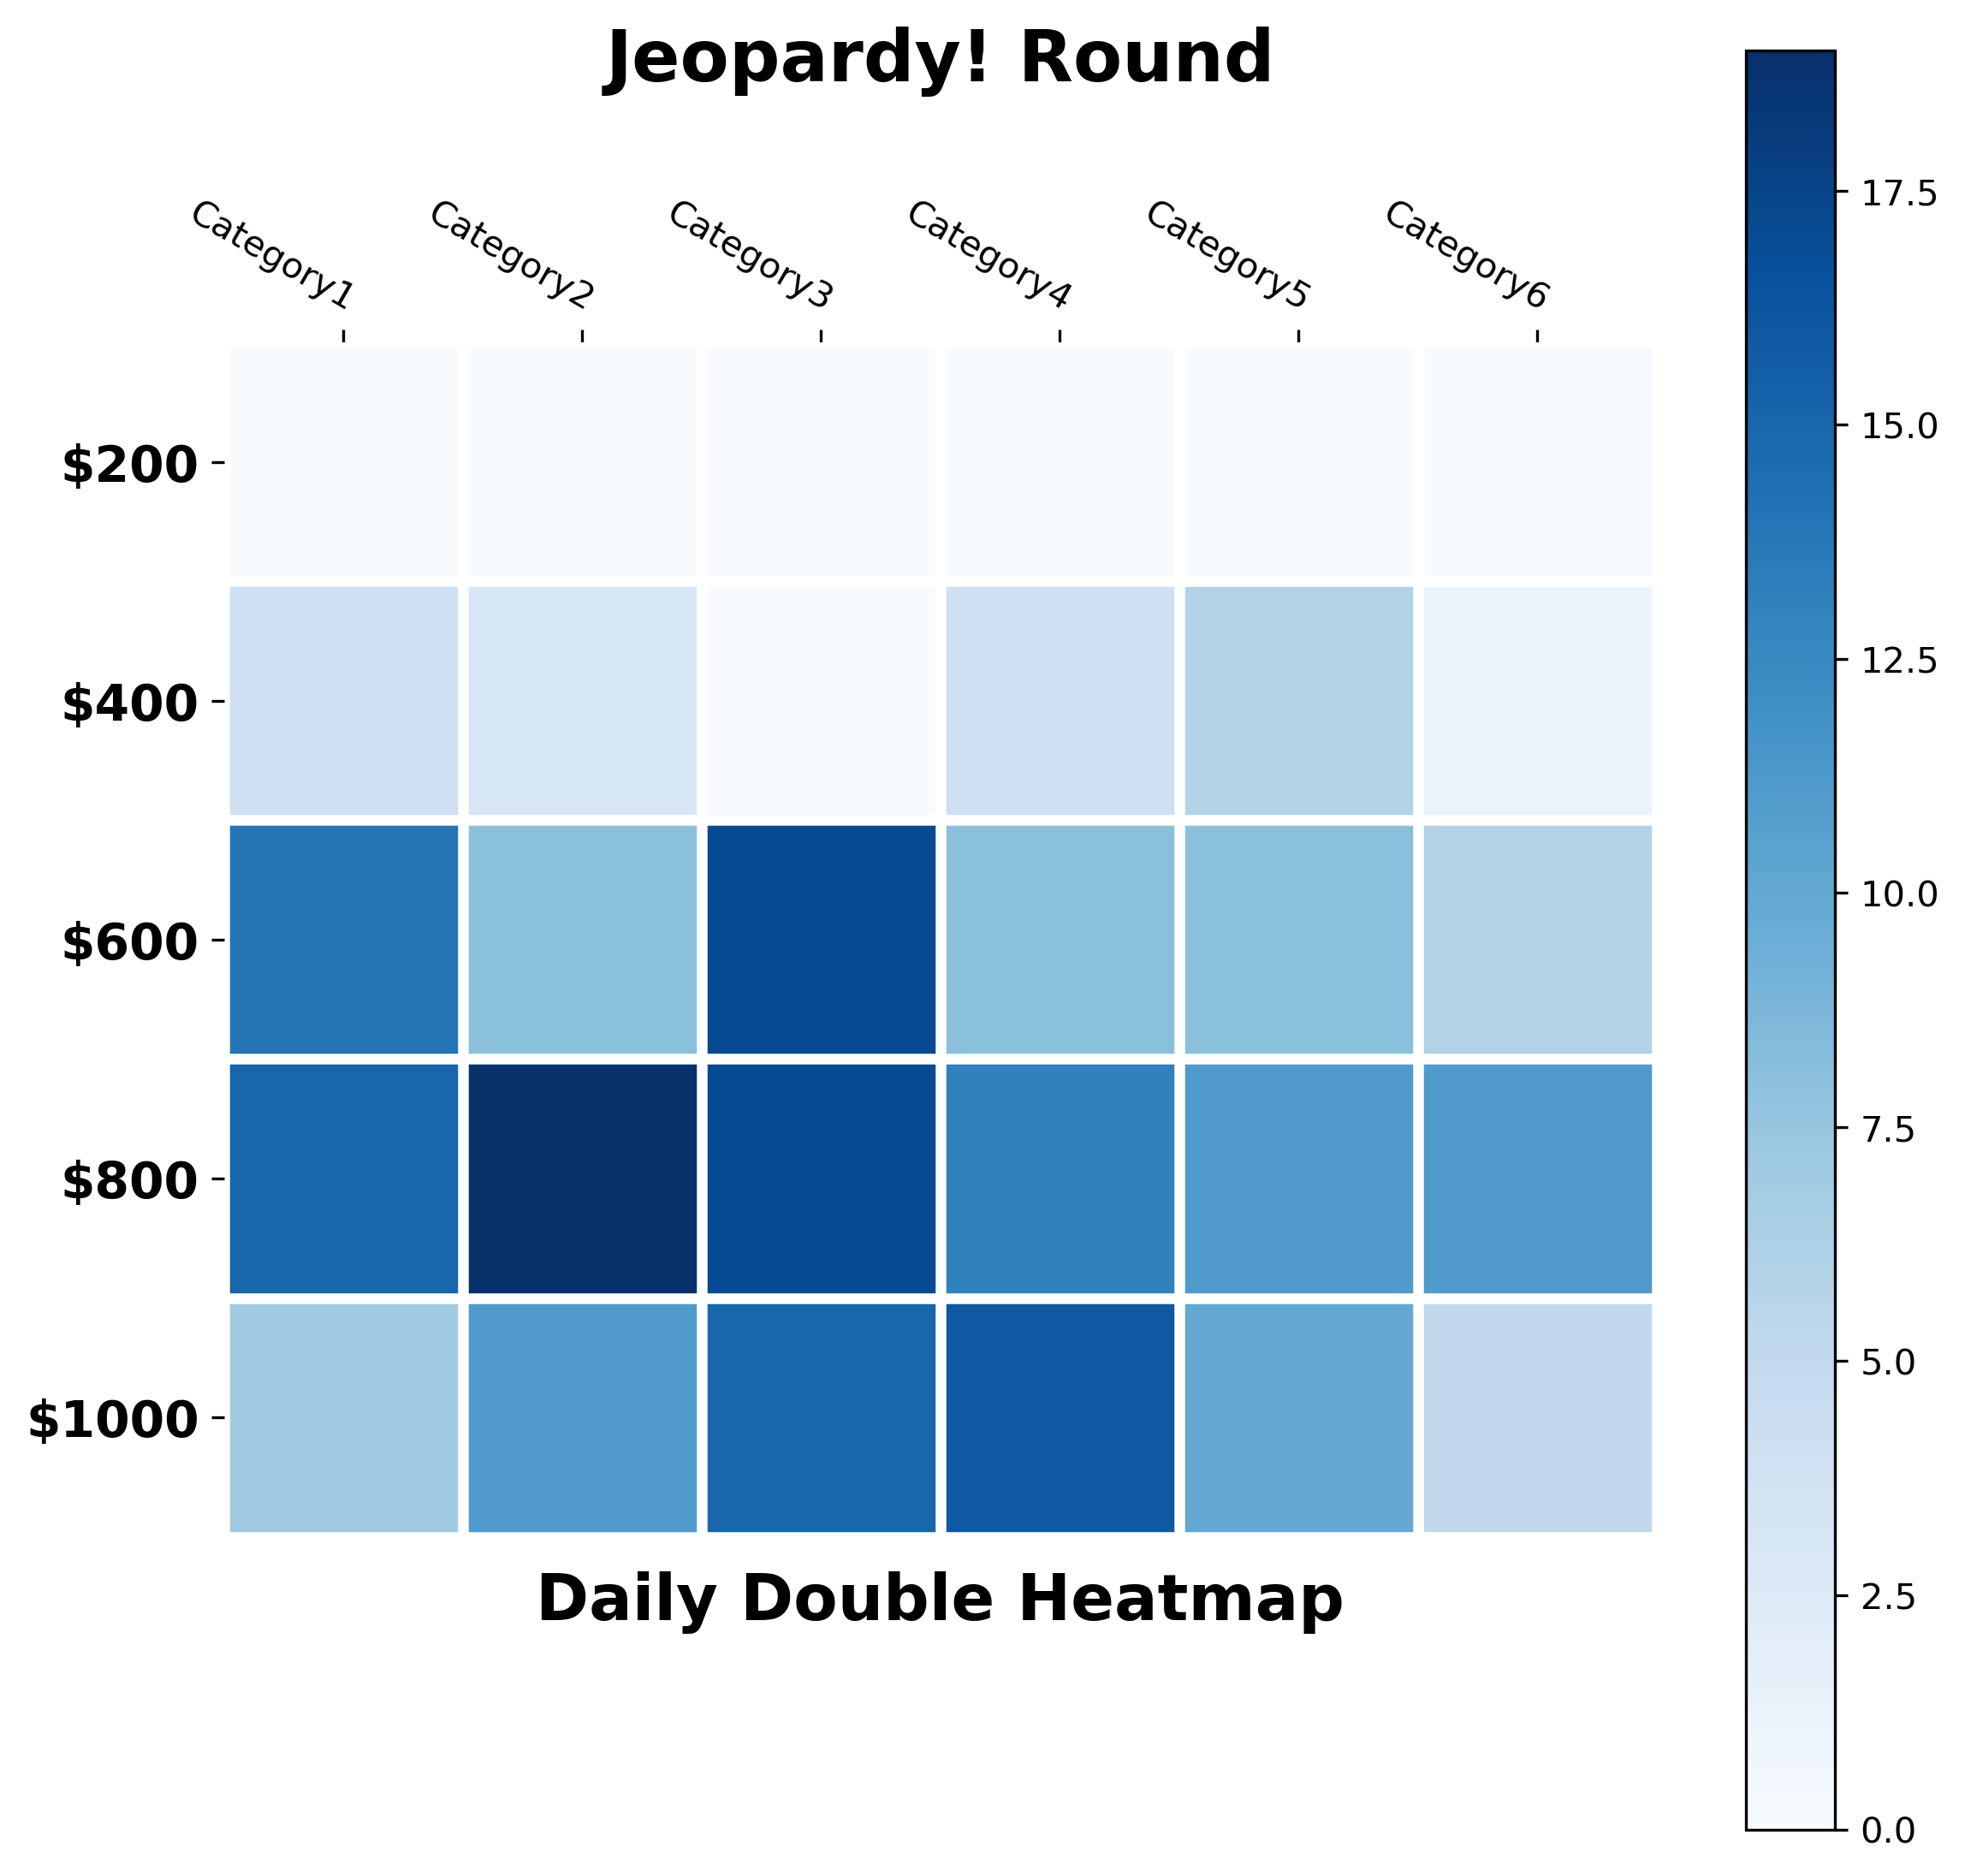 Jeopardy! Round
Category1
Category2
Category3
Category4
Category5
Category6
$200
$400
$600
$800
$1000
Daily Double Heatmap
17.5
15.0
12.5
10.0
7.5
5.0
2.5
0.0